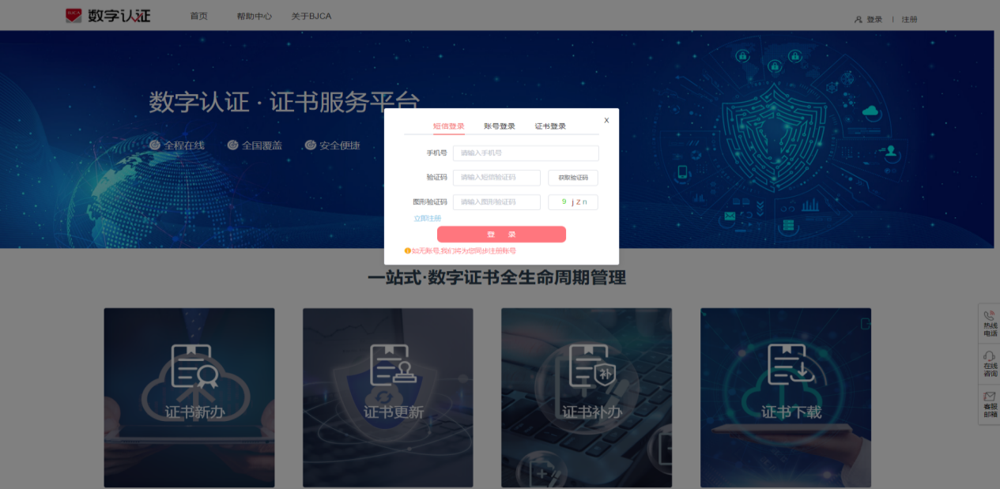 BJCA 数字认证 首页 帮助中心 关于BJCA 登录 | 注册
数字认证 · 证书服务平台
全程在线 全国覆盖 安全便捷
短信登录 账号登录 证书登录 X
手机号 请输入手机号
验证码 请输入短信验证码 获取验证码
图形验证码 请输入图形验证码 9 j Z n
立即注册
登 录
如无账号,我们将为您同步注册账号
一站式·数字证书全生命周期管理
补
证书新办 证书更新 证书补办 证书下载
热线
电话
在线
咨询
客服
邮箱